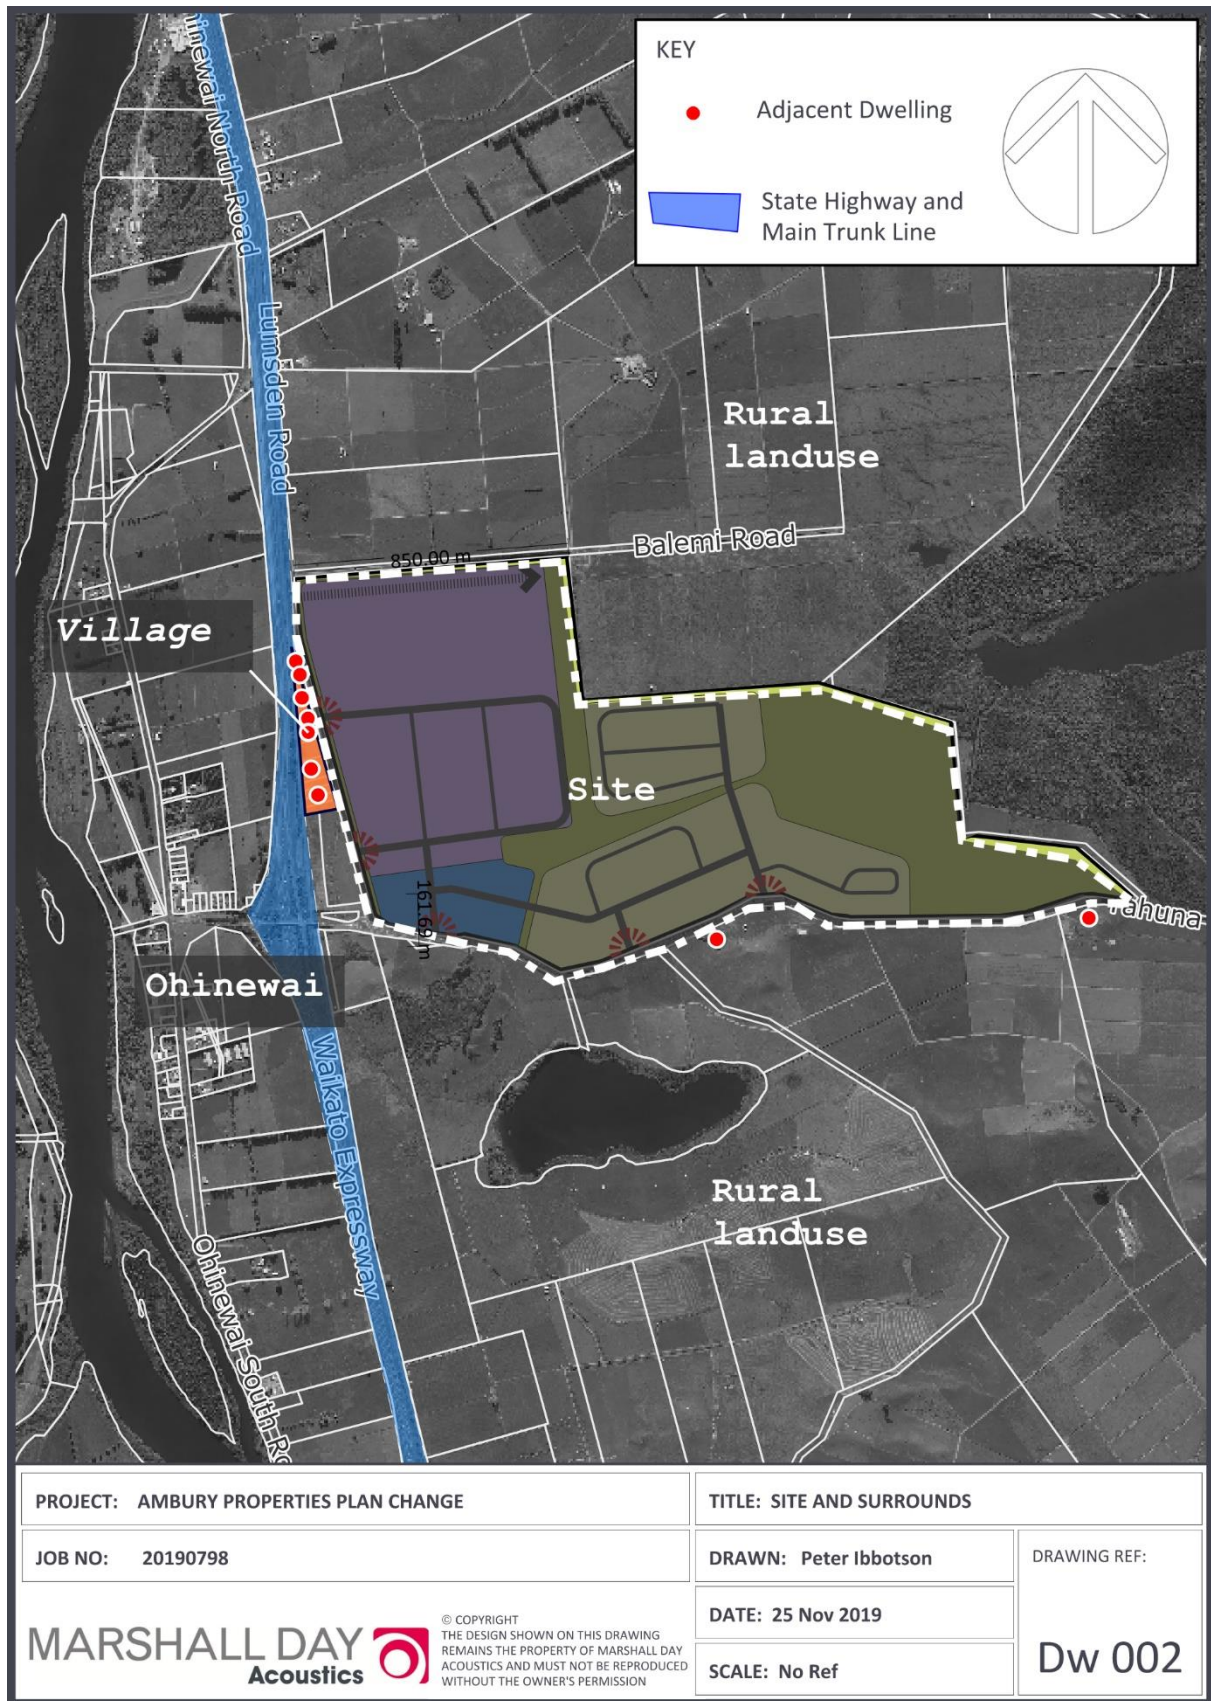 KEY
Adjacent Dwelling
State Highway and
Main Trunk Line
Ohinewai North Road
Lumsden Road
Rural
landuse
Balemi Road
850.00 m
Village
Site
161.69 m
Tahuna
Ohinewai
Waikato Expressway
Rural
landuse
Ohinewai South Ro
PROJECT: AMBURY PROPERTIES PLAN CHANGE
TITLE: SITE AND SURROUNDS
JOB NO: 20190798
DRAWN: Peter Ibbotson
DRAWING REF:
DATE: 25 Nov 2019
Dw 002
SCALE: No Ref
MARSHALL DAY
Acoustics
© COPYRIGHT
THE DESIGN SHOWN ON THIS DRAWING
REMAINS THE PROPERTY OF MARSHALL DAY
ACOUSTICS AND MUST NOT BE REPRODUCED
WITHOUT THE OWNER'S PERMISSION